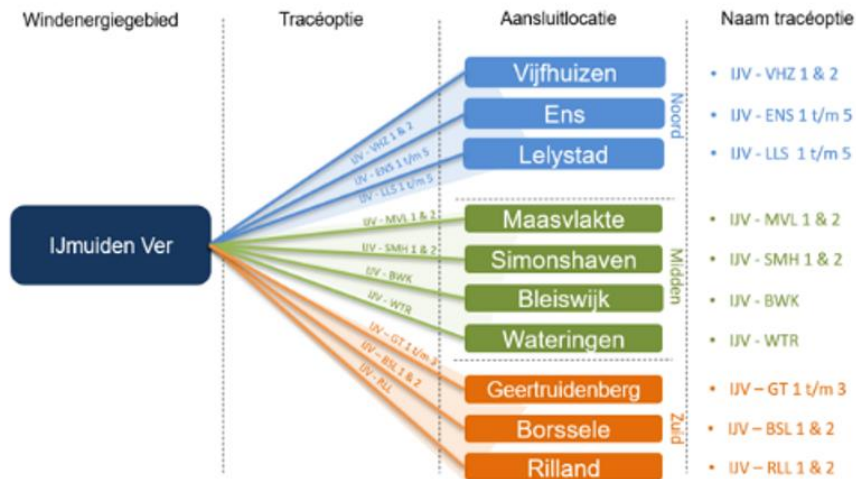 Windenergiegebied
Tracéoptie
Aansluitlocatie
Naam tracéoptie
IJmuiden Ver
IJV - VHZ 1 & 2
IJV - ENS 1 t/m 5
IJV - LLS 1 t/m 5
IJV - MVL 1 & 2
IJV - SMH 1 & 2
IJV - BWK
IJV - WTR
IJV – GT 1 t/m 3
IJV – BSL 1 & 2
IJV - RLL
Vijfhuizen
Ens
Lelystad
Noord
Maasvlakte
Simonshaven
Bleiswijk
Wateringen
Midden
Geertruidenberg
Borssele
Rilland
Zuid
• IJV - VHZ 1 & 2
• IJV - ENS 1 t/m 5
• IJV - LLS 1 t/m 5
• IJV - MVL 1 & 2
• IJV - SMH 1 & 2
• IJV - BWK
• IJV - WTR
• IJV – GT 1 t/m 3
• IJV – BSL 1 & 2
• IJV – RLL 1 & 2